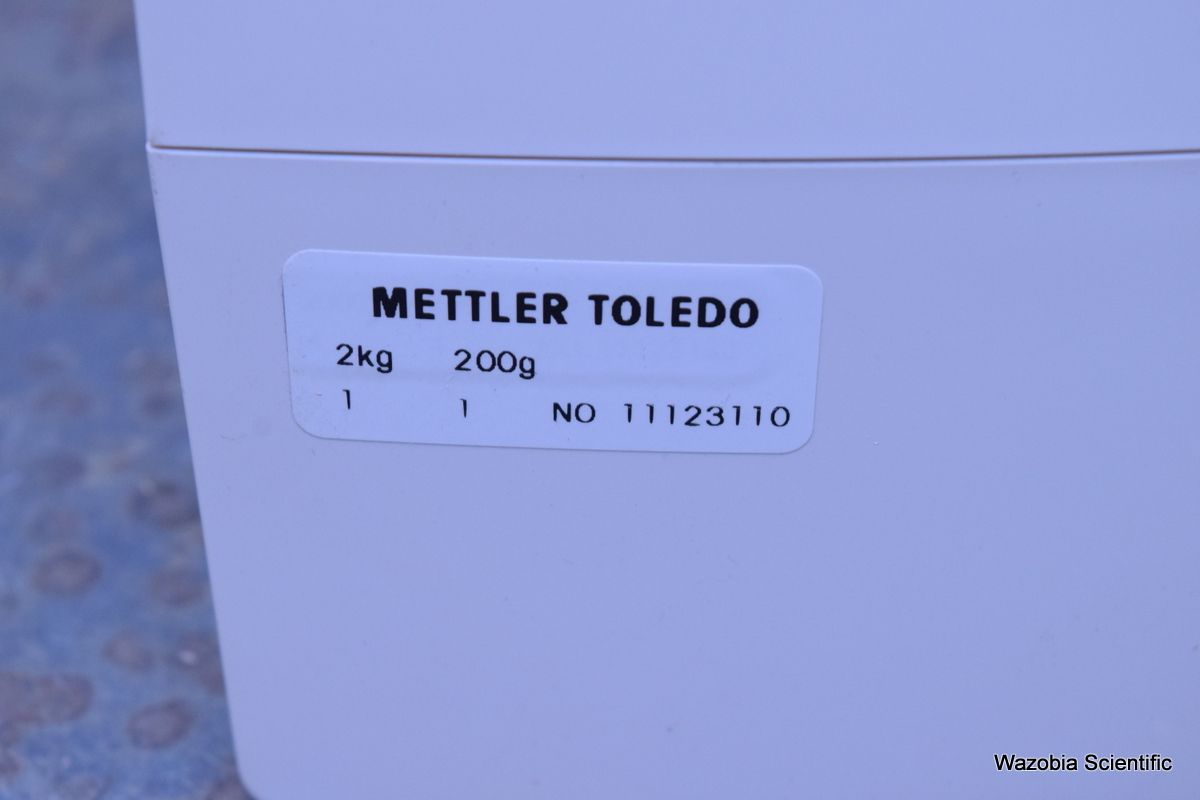 METTLER TOLEDO
2kg 200g
1 1 NO 11123110
Wazobia Scientific